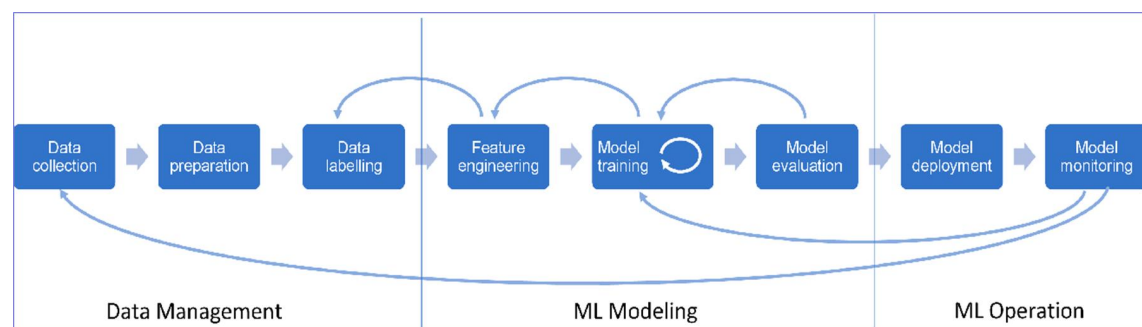 Data
collection
Data
preparation
Data
labelling
Feature
engineering
Model
training
Model
evaluation
Model
deployment
Model
monitoring
Data Management
ML Modeling
ML Operation